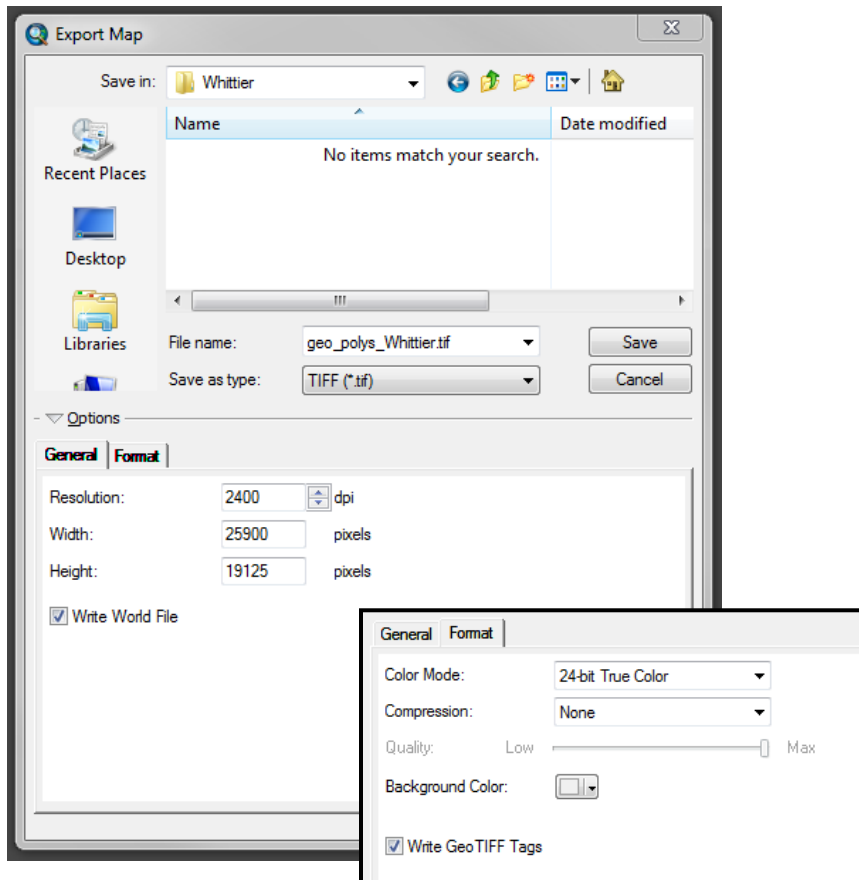 Export Map
Save in: Whittier
Name Date modified
No items match your search.
Recent Places
Desktop
Libraries
File name: geo_polys_Whittier.tif Save
Save as type: TIFF (*.tif) Cancel
Options
General Format
Resolution: 2400 dpi
Width: 25900 pixels
Height: 19125 pixels
Write World File
General Format
Color Mode: 24-bit True Color
Compression: None
Quality: Low Max
Background Color:
Write GeoTIFF Tags